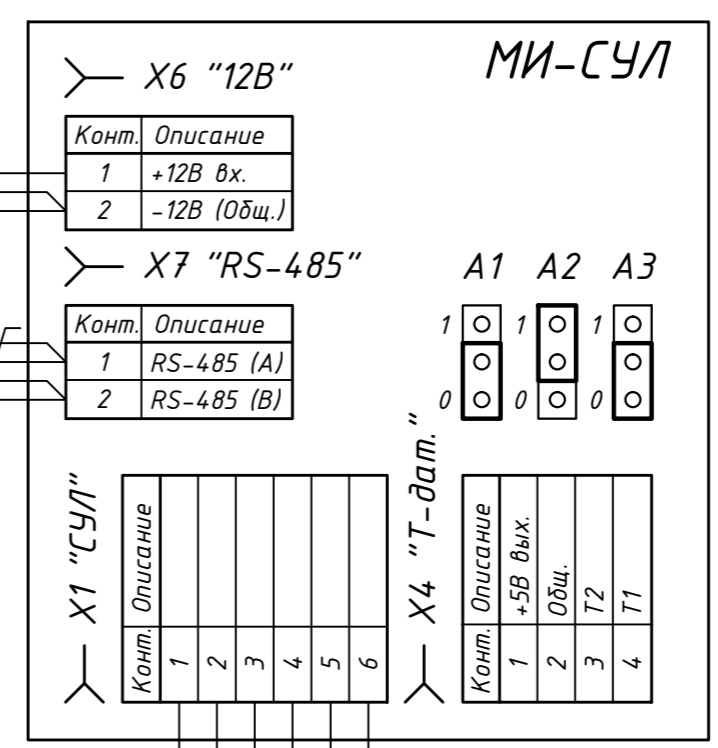 МИ-СУЛ
X6 "12В"
Конт. Описание
1 +12В вх.
2 -12В (Общ.)
X7 "RS-485"
Конт. Описание
1 RS-485 (A)
2 RS-485 (B)
A1 A2 A3
1 1 1
0 0 0
X1 "СУЛ"
Конт. Описание
1
2
3
4
5
6
X4 "Т-дат."
Конт. Описание
1 +5В вых.
2 Общ.
3 Т2
4 Т1